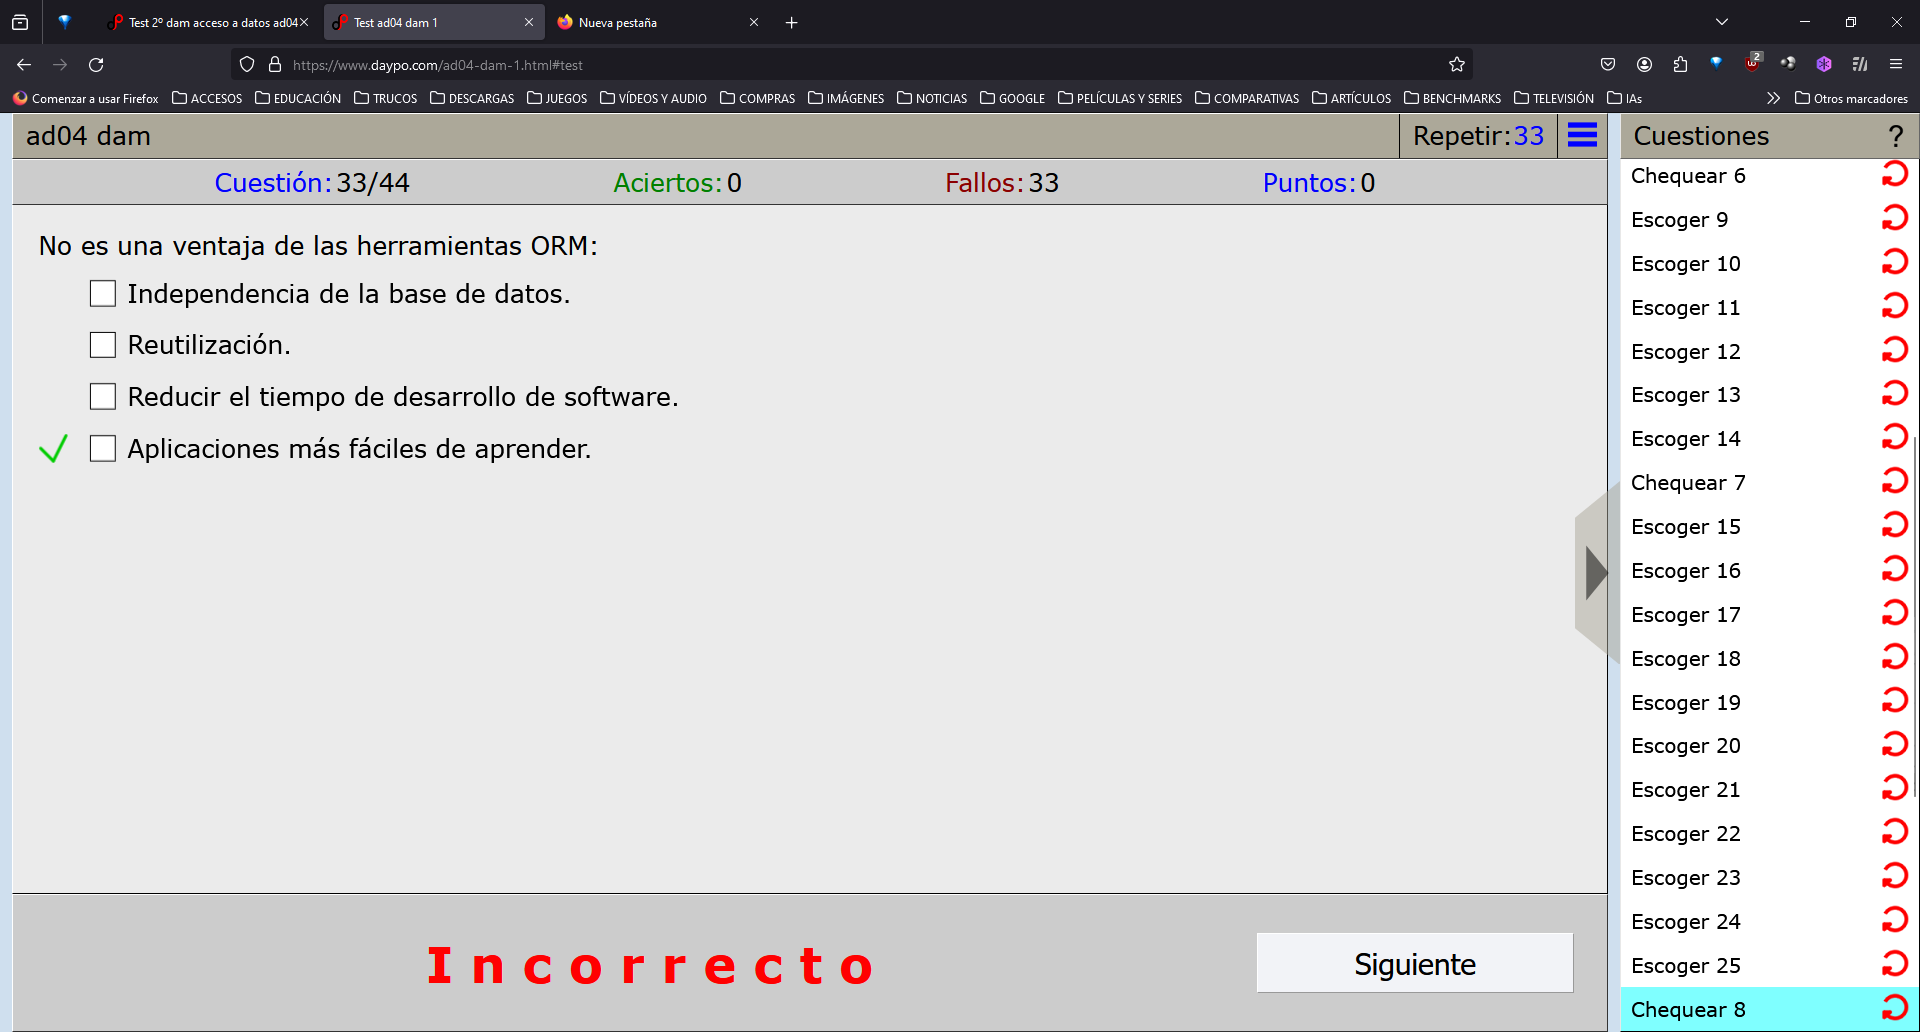 Test 2º dam acceso a datos ad04
Test ad04 dam 1
Nueva pestaña
https://www.daypo.com/ad04-dam-1.html#test
2
Comenzar a usar Firefox
ACCESOS
EDUCACIÓN
TRUCOS
DESCARGAS
JUEGOS
VÍDEOS Y AUDIO
COMPRAS
IMÁGENES
NOTICIAS
GOOGLE
PELÍCULAS Y SERIES
COMPARATIVAS
ARTÍCULOS
BENCHMARKS
TELEVISIÓN
IAs
Otros marcadores
ad04 dam
Repetir:33
Cuestión:33/44
Aciertos:0
Fallos:33
Puntos:0
No es una ventaja de las herramientas ORM:
Independencia de la base de datos.
Reutilización.
Reducir el tiempo de desarrollo de software.
Aplicaciones más fáciles de aprender.
Incorrecto
Siguiente
Cuestiones
?
Chequear 6
Escoger 9
Escoger 10
Escoger 11
Escoger 12
Escoger 13
Escoger 14
Chequear 7
Escoger 15
Escoger 16
Escoger 17
Escoger 18
Escoger 19
Escoger 20
Escoger 21
Escoger 22
Escoger 23
Escoger 24
Escoger 25
Chequear 8